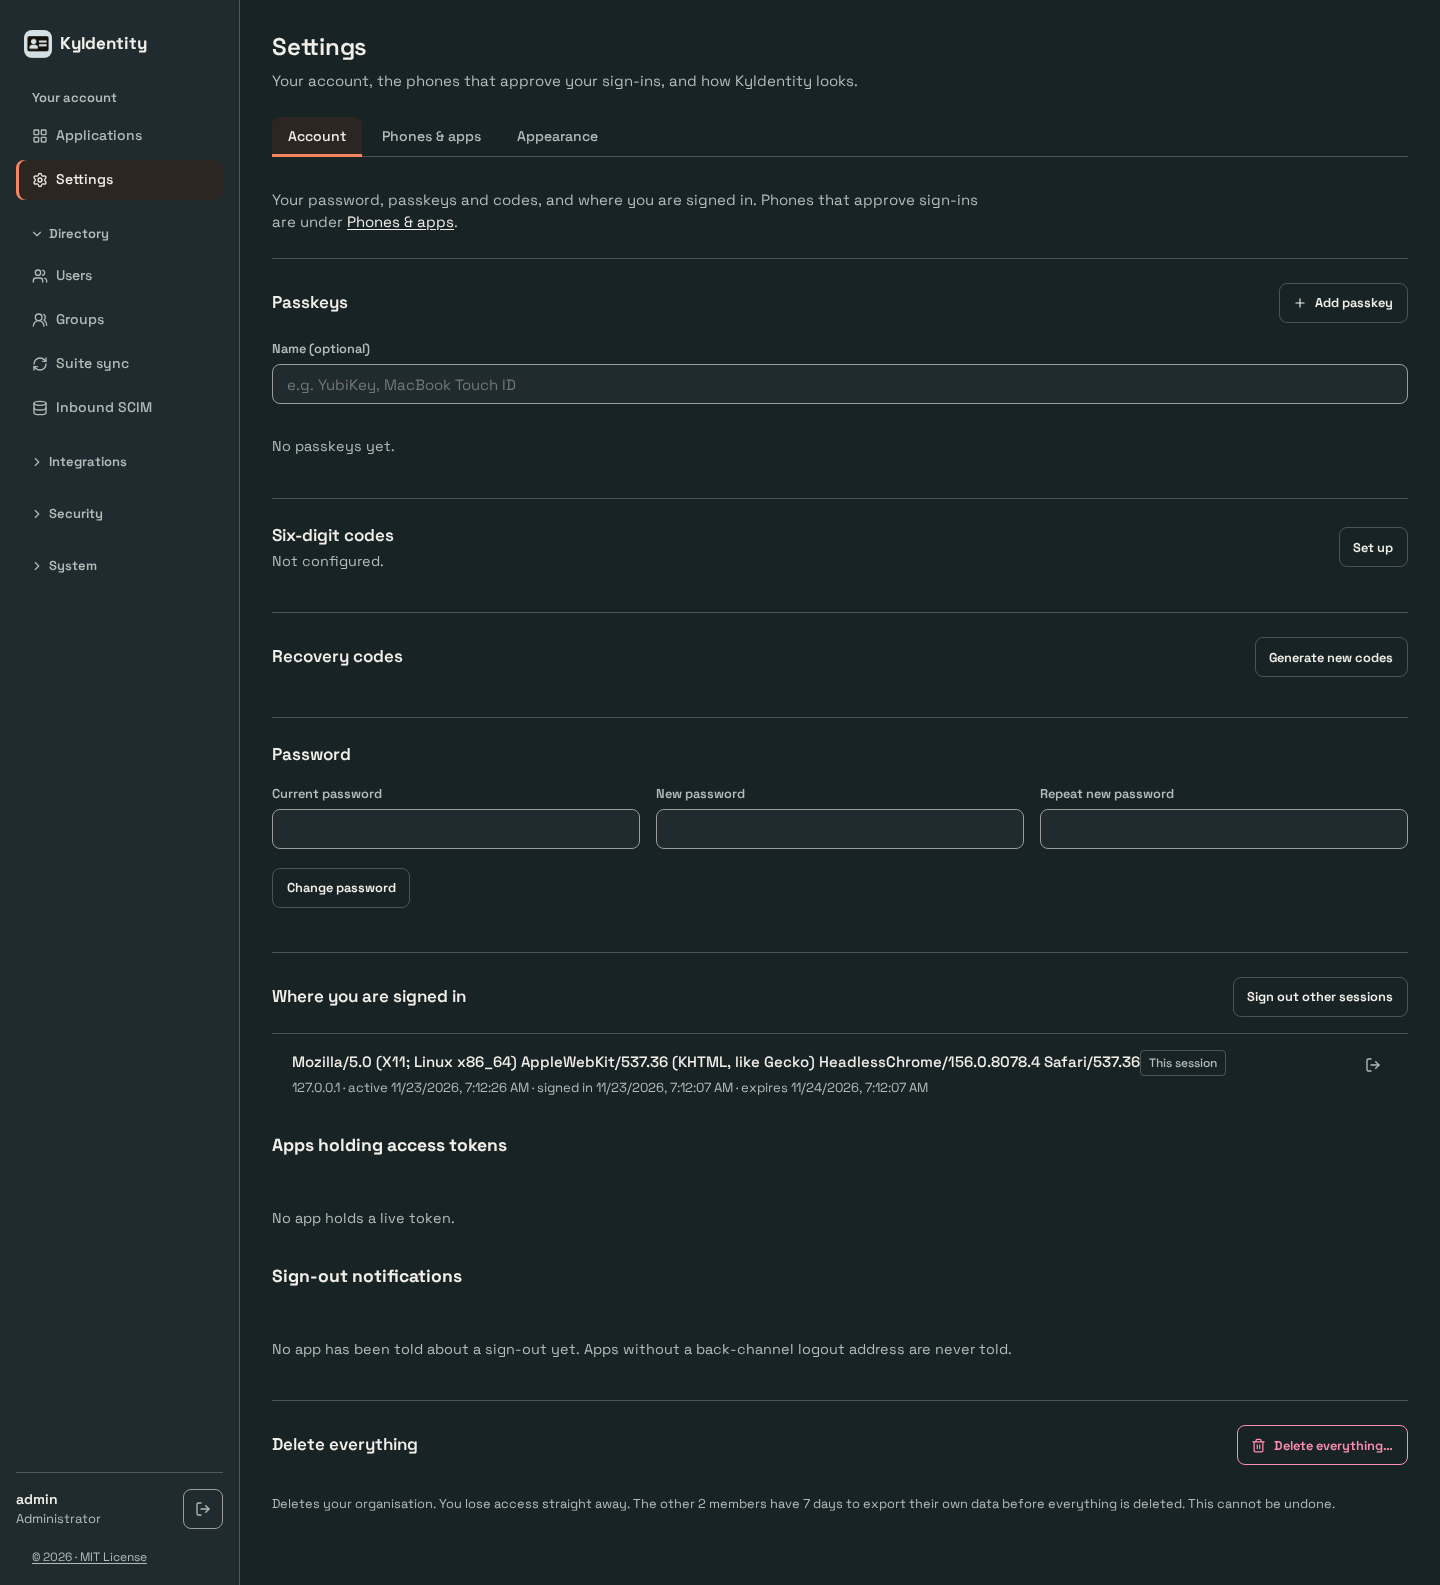 KyIdentity
Your account
Applications
Settings
Directory
Users
Groups
Suite sync
Inbound SCIM
Integrations
Security
System
admin
Administrator
© 2026 · MIT License
Settings
Your account, the phones that approve your sign-ins, and how KyIdentity looks.
Account
Phones & apps
Appearance
Your password, passkeys and codes, and where you are signed in. Phones that approve sign-ins
are under Phones & apps.
Passkeys
Add passkey
Name (optional)
e.g. YubiKey, MacBook Touch ID
No passkeys yet.
Six-digit codes
Not configured.
Set up
Recovery codes
Generate new codes
Password
Current password
New password
Repeat new password
Change password
Where you are signed in
Sign out other sessions
Mozilla/5.0 (X11; Linux x86_64) AppleWebKit/537.36 (KHTML, like Gecko) HeadlessChrome/156.0.8078.4 Safari/537.36
This session
127.0.0.1 · active 11/23/2026, 7:12:26 AM · signed in 11/23/2026, 7:12:07 AM · expires 11/24/2026, 7:12:07 AM
Apps holding access tokens
No app holds a live token.
Sign-out notifications
No app has been told about a sign-out yet. Apps without a back-channel logout address are never told.
Delete everything
Delete everything...
Deletes your organisation. You lose access straight away. The other 2 members have 7 days to export their own data before everything is deleted. This cannot be undone.